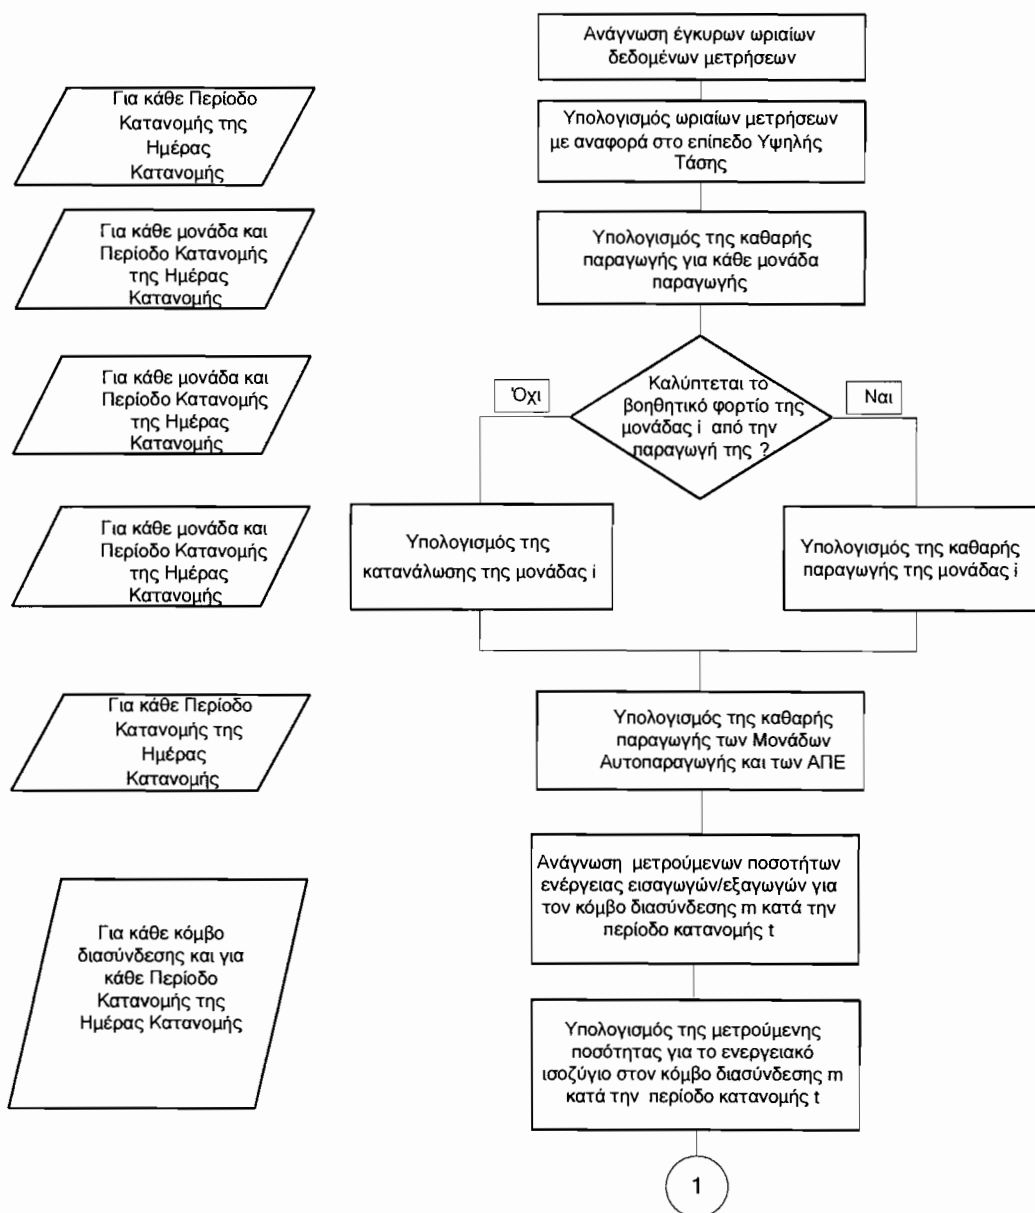 Ανάγνωση έγκυρων ωριαίων
δεδομένων μετρήσεων
Για κάθε Περίοδο
Κατανομής της
Ημέρας
Κατανομής
Υπολογισμός ωριαίων μετρήσεων
με αναφορά στο επίπεδο Υψηλής
Τάσης
Για κάθε μονάδα και
Περίοδο Κατανομής
της Ημέρας
Κατανομής
Υπολογισμός της καθαρής
παραγωγής για κάθε μονάδα
παραγωγής
Για κάθε μονάδα και
Περίοδο Κατανομής
της Ημέρας
Κατανομής
Όχι
Καλύπτεται το
βοηθητικό φορτίο της
μονάδας i από την
παραγωγή της ?
Ναι
Για κάθε μονάδα και
Περίοδο Κατανομής
της Ημέρας
Κατανομής
Υπολογισμός της
κατανάλωσης της μονάδας i
Υπολογισμός της καθαρής
παραγωγής της μονάδας i
Για κάθε Περίοδο
Κατανομής της
Ημέρας
Κατανομής
Υπολογισμός της καθαρής
παραγωγής των Μονάδων
Αυτοπαραγωγής και των ΑΠΕ
Ανάγνωση μετρούμενων ποσοτήτων
ενέργειας εισαγωγών/εξαγωγών για
τον κόμβο διασύνδεσης m κατά την
περίοδο κατανομής t
Για κάθε κόμβο
διασύνδεσης και για
κάθε Περίοδο
Κατανομής της
Ημέρας Κατανομής
Υπολογισμός της μετρούμενης
ποσότητας για το ενεργειακό
ισοζύγιο στον κόμβο διασύνδεσης m
κατά την περίοδο κατανομής t
1